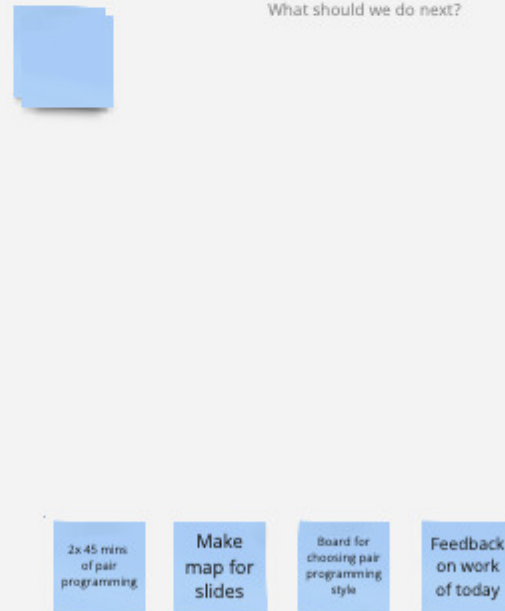 What should we do next?
2x 45 mins
of pair
programming
Make
map for
slides
Board for
choosing pair
programming
style
Feedback
on work
of today